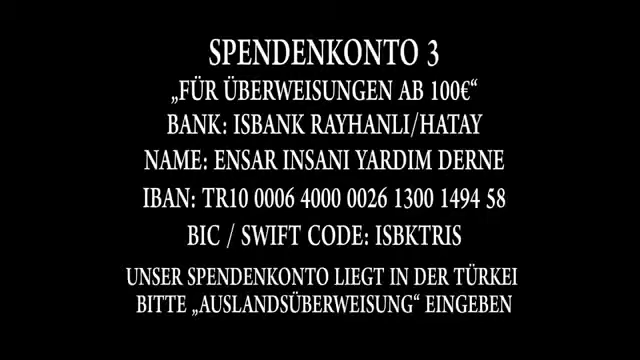 SPENDENKONTO 3
„FÜR ÜBERWEISUNGEN AB 100€“
BANK: ISBANK RAYHANLI/HATAY
NAME: ENSAR INSANI YARDIM DERNE
IBAN: TR10 0006 4000 0026 1300 1494 58
BIC / SWIFT CODE: ISBKTRIS
UNSER SPENDENKONTO LIEGT IN DER TÜRKEI
BITTE „AUSLANDSÜBERWEISUNG“ EINGEBEN